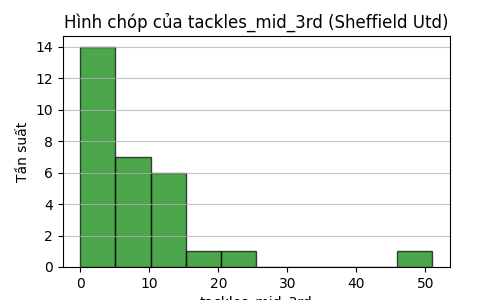 Hình chóp của tackles_mid_3rd (Sheffield Utd)
14
12
10
8
6
4
2
0
Tần suất
0 10 20 30 40 50
tackles_mid_3rd